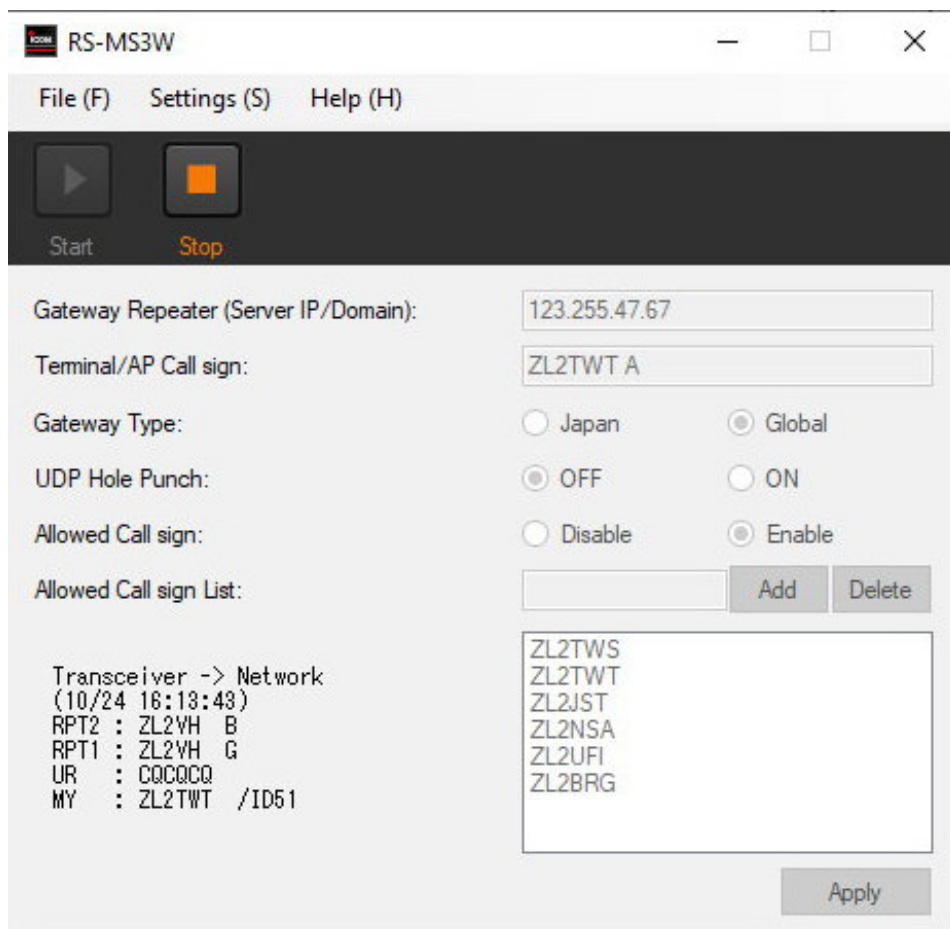 ICOM RS-MS3W
File (F) Settings (S) Help (H)
Start Stop
Gateway Repeater (Server IP/Domain): 123.255.47.67
Terminal/AP Call sign: ZL2TWT A
Gateway Type: Japan Global
UDP Hole Punch: OFF ON
Allowed Call sign: Disable Enable
Allowed Call sign List: Add Delete
Transceiver -> Network
(10/24 16:13:43)
RPT2 : ZL2VH B
RPT1 : ZL2VH G
UR : CQCQCQ
MY : ZL2TWT /ID51
ZL2TWS
ZL2TWT
ZL2JST
ZL2NSA
ZL2UFI
ZL2BRG
Apply